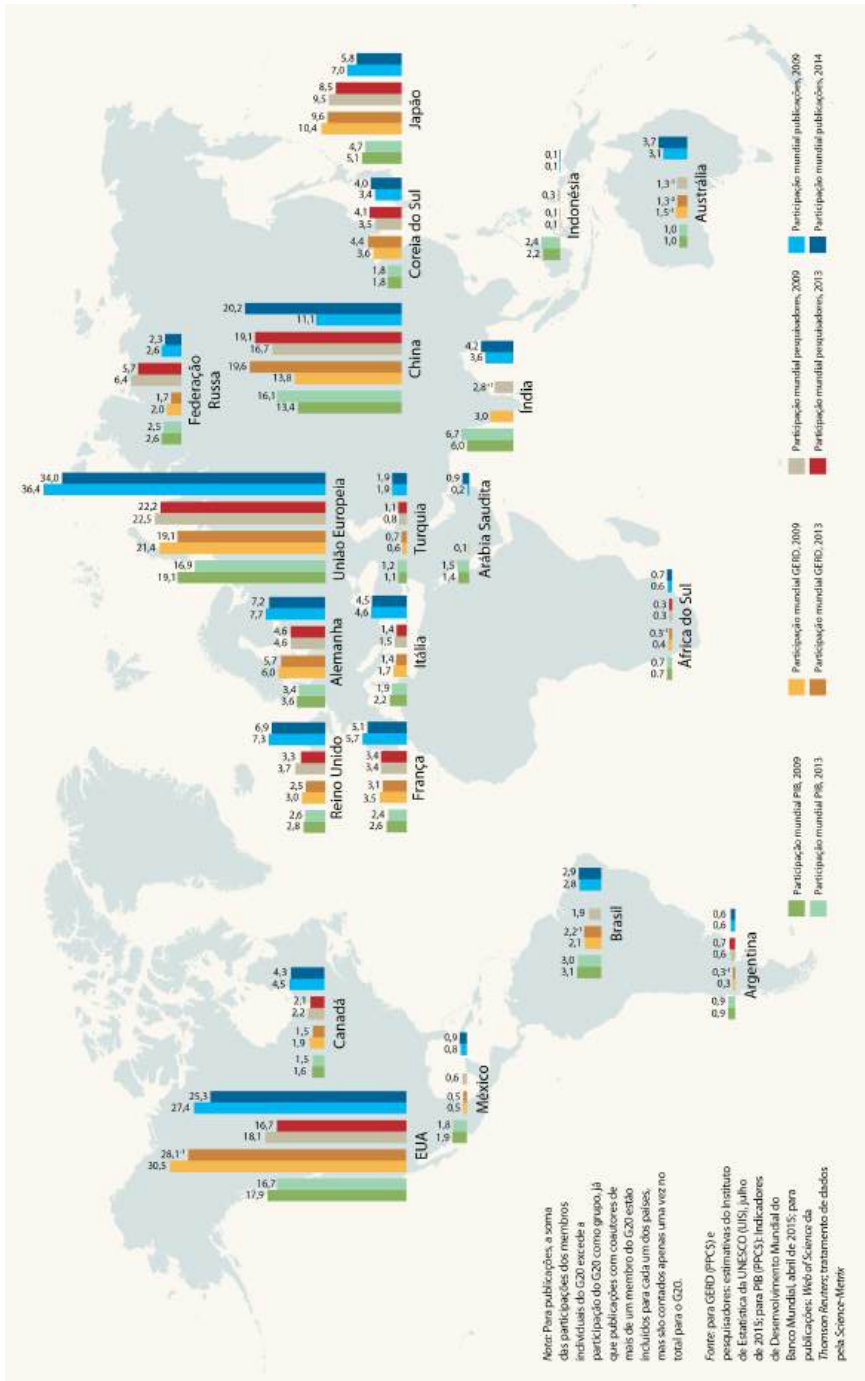 17,9 16,7 30,5 28,1⁻¹ 18,1 16,7 27,4 25,3
EUA
1,6 1,5 1,9 1,5 2,2 2,1 4,5 4,3
Canadá
1,9 1,8 0,5 0,5 0,6 0,8 0,9
México
3,1 3,0 2,1 2,2⁻¹ 1,9 2,8 2,9
Brasil
0,9 0,9 0,3 0,3⁻¹ 0,6 0,7 0,6 0,6
Argentina
2,8 2,6 3,0 2,5 3,7 3,3 7,3 6,9
Reino Unido
2,6 2,4 3,5 3,1 3,4 3,4 5,7 5,1
França
3,6 3,4 6,0 5,7 4,6 4,6 7,7 7,2
Alemanha
2,2 1,9 1,7 1,4 1,5 1,4 4,6 4,5
Itália
19,1 16,9 21,4 19,1 22,5 22,2 36,4 34,0
União Europeia
1,1 1,2 0,6 0,7 0,8 1,1 1,9 1,9
Turquia
1,4 1,5 0,1 0,2 0,9
Arábia Saudita
0,7 0,7 0,4 0,3 0,3 0,3 0,6 0,7
África do Sul
2,6 2,5 2,0 1,7 6,4 5,7 2,6 2,3
Federação
Russa
13,4 16,1 13,8 19,6 16,7 19,1 11,1 20,2
China
6,0 6,7 3,0 2,8 3,6 4,2
Índia
1,8 1,8 3,6 4,4 3,5 4,1 3,4 4,0
Coreia do Sul
5,1 4,7 10,4 9,6 9,5 8,5 7,0 5,8
Japão
2,2 2,4 0,1 0,1 0,3 0,1 0,1
Indonésia
1,0 1,0 1,5 1,3 1,3 3,1 3,7
Austrália
Nota: Para publicações, a soma
das participações dos membros
individuais do G20 excede a
participação do G20 como grupo, já
que publicações com coautores de
mais de um membro do G20 estão
incluídos para cada um dos países,
mas são contados apenas uma vez no
total para o G20.
Fonte: para GERD (PPCS) e
pesquisadores: estimativas do Instituto
de Estatística da UNESCO (UIS), julho
de 2015; para PIB (PPCS): Indicadores
de Desenvolvimento Mundial do
Banco Mundial, abril de 2015; para
publicações: Web of Science da
Thomson Reuters; tratamento de dados
pela Science-Metrix
Participação mundial PIB, 2009
Participação mundial PIB, 2013
Participação mundial GERD, 2009
Participação mundial GERD, 2013
Participação mundial pesquisadores, 2009
Participação mundial pesquisadores, 2013
Participação mundial publicações, 2009
Participação mundial publicações, 2014